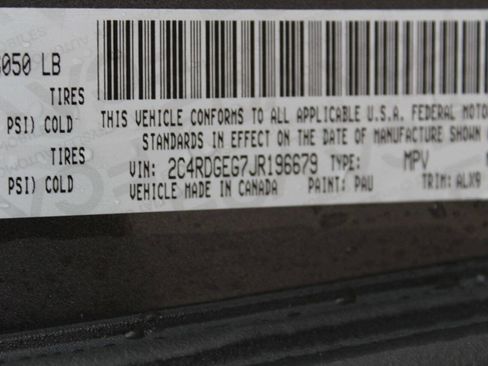 6050 LB
TIRES
PSI) COLD
TIRES
PSI) COLD
THIS VEHICLE CONFORMS TO ALL APPLICABLE U.S.A. FEDERAL MOTOR
STANDARDS IN EFFECT ON THE DATE OF MANUFACTURE SHOWN
VIN: 2C4RDGEG7JR196679 TYPE: MPV
VEHICLE MADE IN CANADA PAINT: PAU TRIM: ALX9